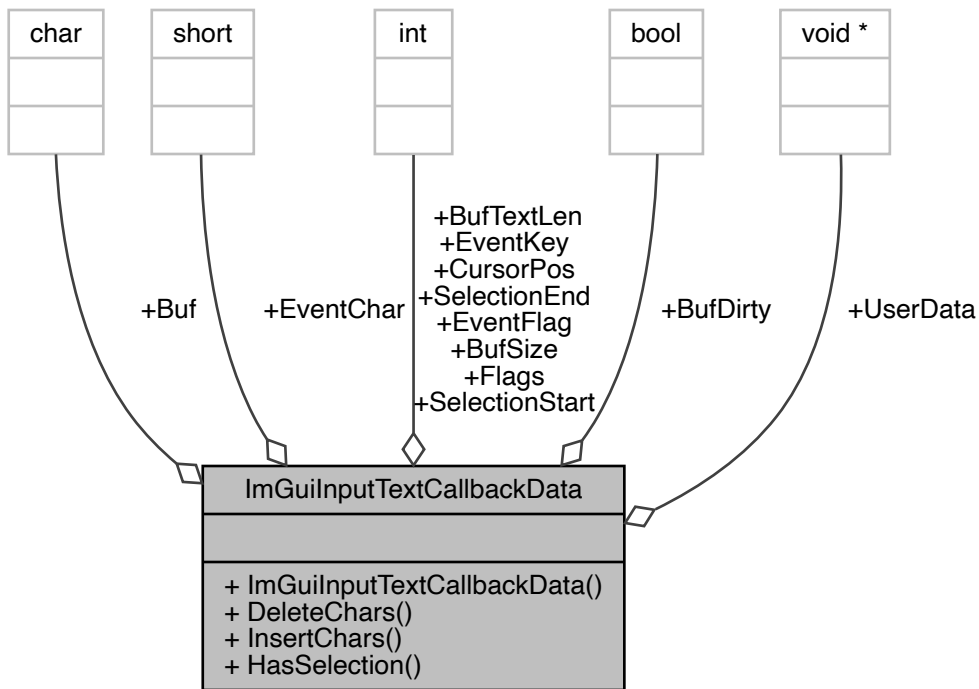 char
short
int
bool
void *
+Buf
+EventChar
+BufTextLen
+EventKey
+CursorPos
+SelectionEnd
+EventFlag
+BufSize
+Flags
+SelectionStart
+BufDirty
+UserData
ImGuiInputTextCallbackData
+ ImGuiInputTextCallbackData()
+ DeleteChars()
+ InsertChars()
+ HasSelection()